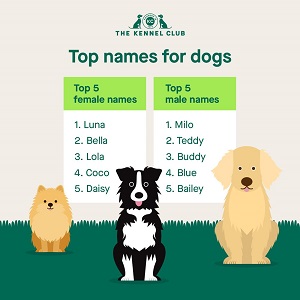 KC
THE KENNEL CLUB
Top names for dogs
Top 5
female names
1. Luna
2. Bella
3. Lola
4. Coco
5. Daisy
Top 5
male names
1. Milo
2. Teddy
3. Buddy
4. Blue
5. Bailey